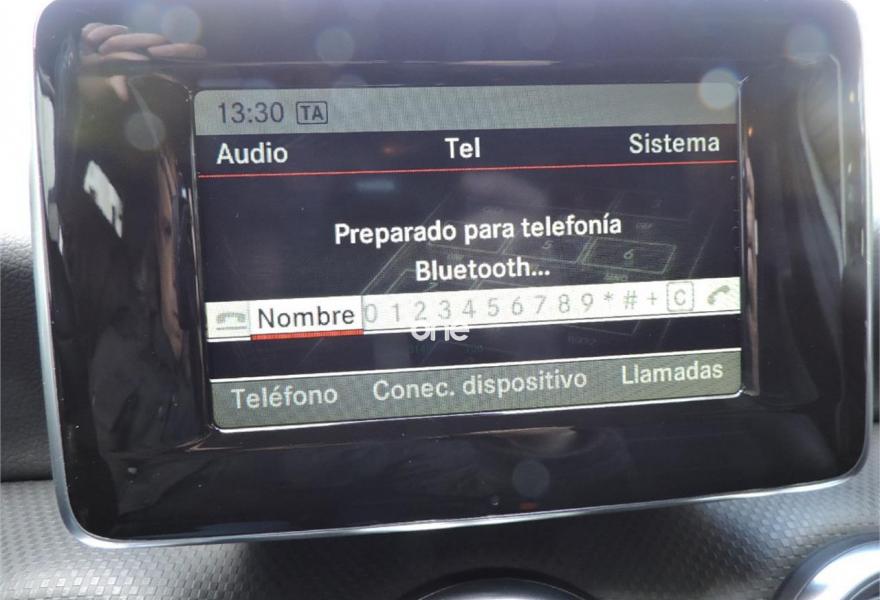 13:30 TA
Audio Tel Sistema
Preparado para telefonía
Bluetooth...
Nombre 0 1 2 3 4 5 6 7 8 9 * # + C
one
Teléfono Conec. dispositivo Llamadas